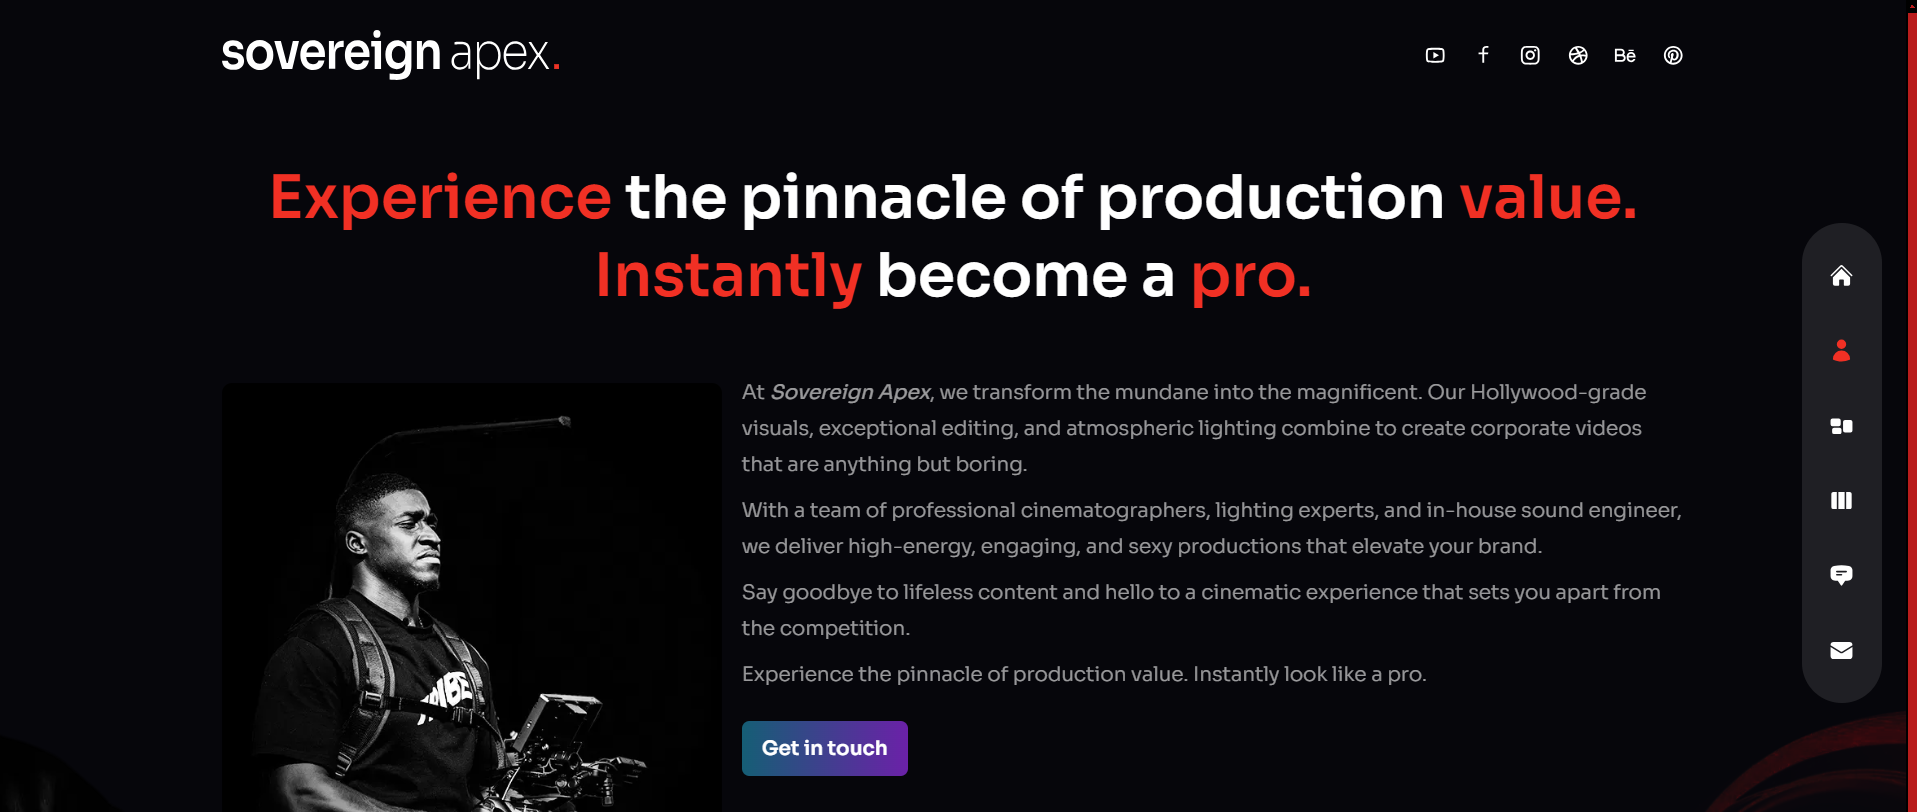 sovereign apex.
Bē
Experience the pinnacle of production value.
Instantly become a pro.
At Sovereign Apex, we transform the mundane into the magnificent. Our Hollywood-grade
visuals, exceptional editing, and atmospheric lighting combine to create corporate videos
that are anything but boring.
With a team of professional cinematographers, lighting experts, and in-house sound engineer,
we deliver high-energy, engaging, and sexy productions that elevate your brand.
Say goodbye to lifeless content and hello to a cinematic experience that sets you apart from
the competition.
Experience the pinnacle of production value. Instantly look like a pro.
Get in touch